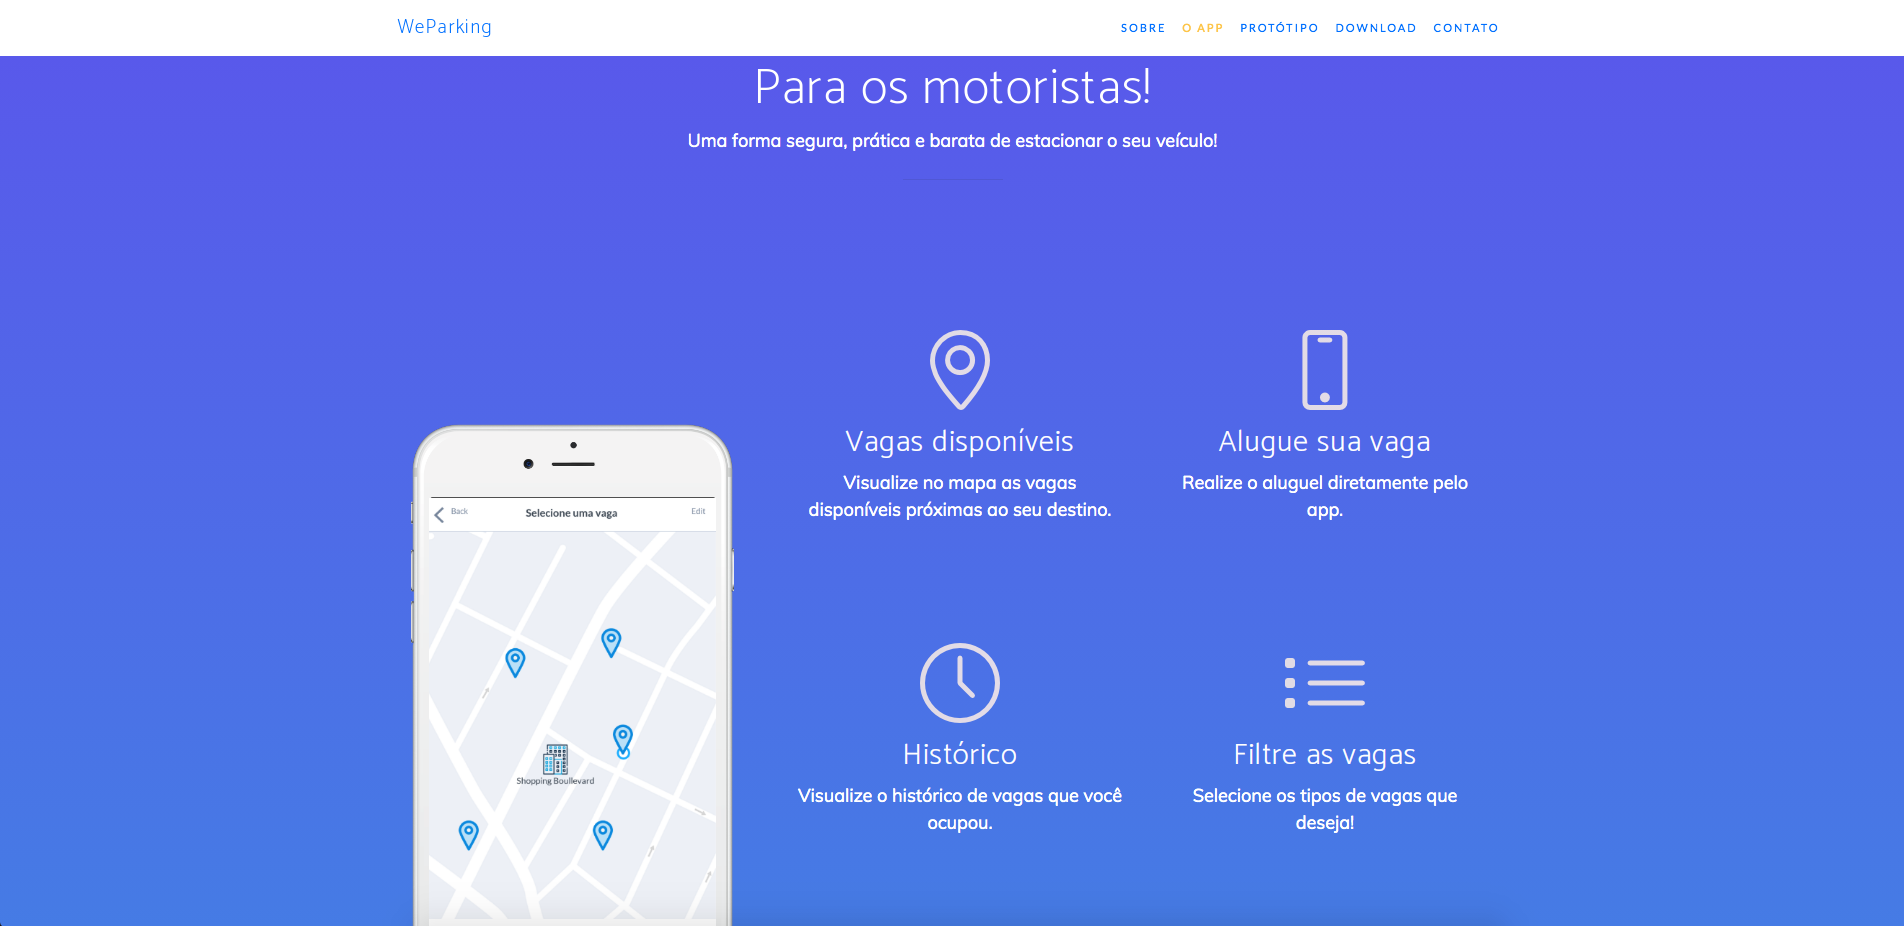 WeParking
SOBRE O APP PROTÓTIPO DOWNLOAD CONTATO
Para os motoristas!
Uma forma segura, prática e barata de estacionar o seu veículo!
Vagas disponíveis
Visualize no mapa as vagas
disponíveis próximas ao seu destino.
Alugue sua vaga
Realize o aluguel diretamente pelo
app.
Back Selecione uma vaga Edit
Shopping Boullevard
Histórico
Visualize o histórico de vagas que você
ocupou.
Filtre as vagas
Selecione os tipos de vagas que
deseja!